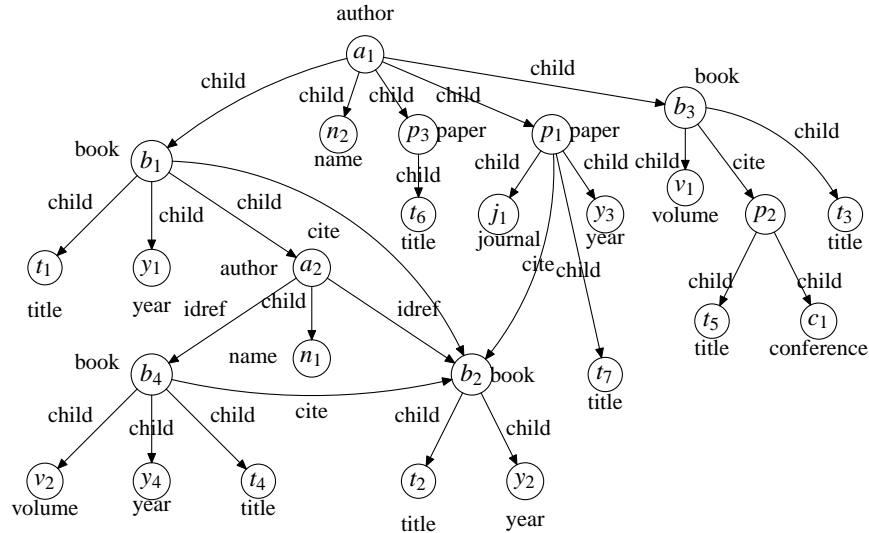 author
a1
child
child
child
child
child
book
b3
n2
name
p3 paper
p1 paper
book
b1
child
child
child
child
cite
child
v1
volume
child
child
child
t6
title
j1
journal
y3
year
p2
t3
title
cite
author
a2
t1
title
y1
year
cite
child
child
child
idref
child
idref
t5
title
c1
conference
name
n1
book
b4
b2 book
t7
title
cite
child
child
child
child
child
v2
volume
y4
year
t4
title
t2
title
y2
year